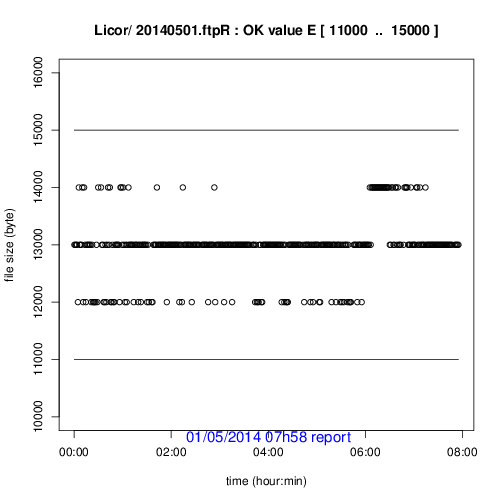 Licor/ 20140501.ftpR : OK value E [ 11000 .. 15000 ]
file size (byte)
16000
15000
14000
13000
12000
11000
10000
00:00 02:00 04:00 06:00 08:00
01/05/2014 07h58 report
time (hour:min)